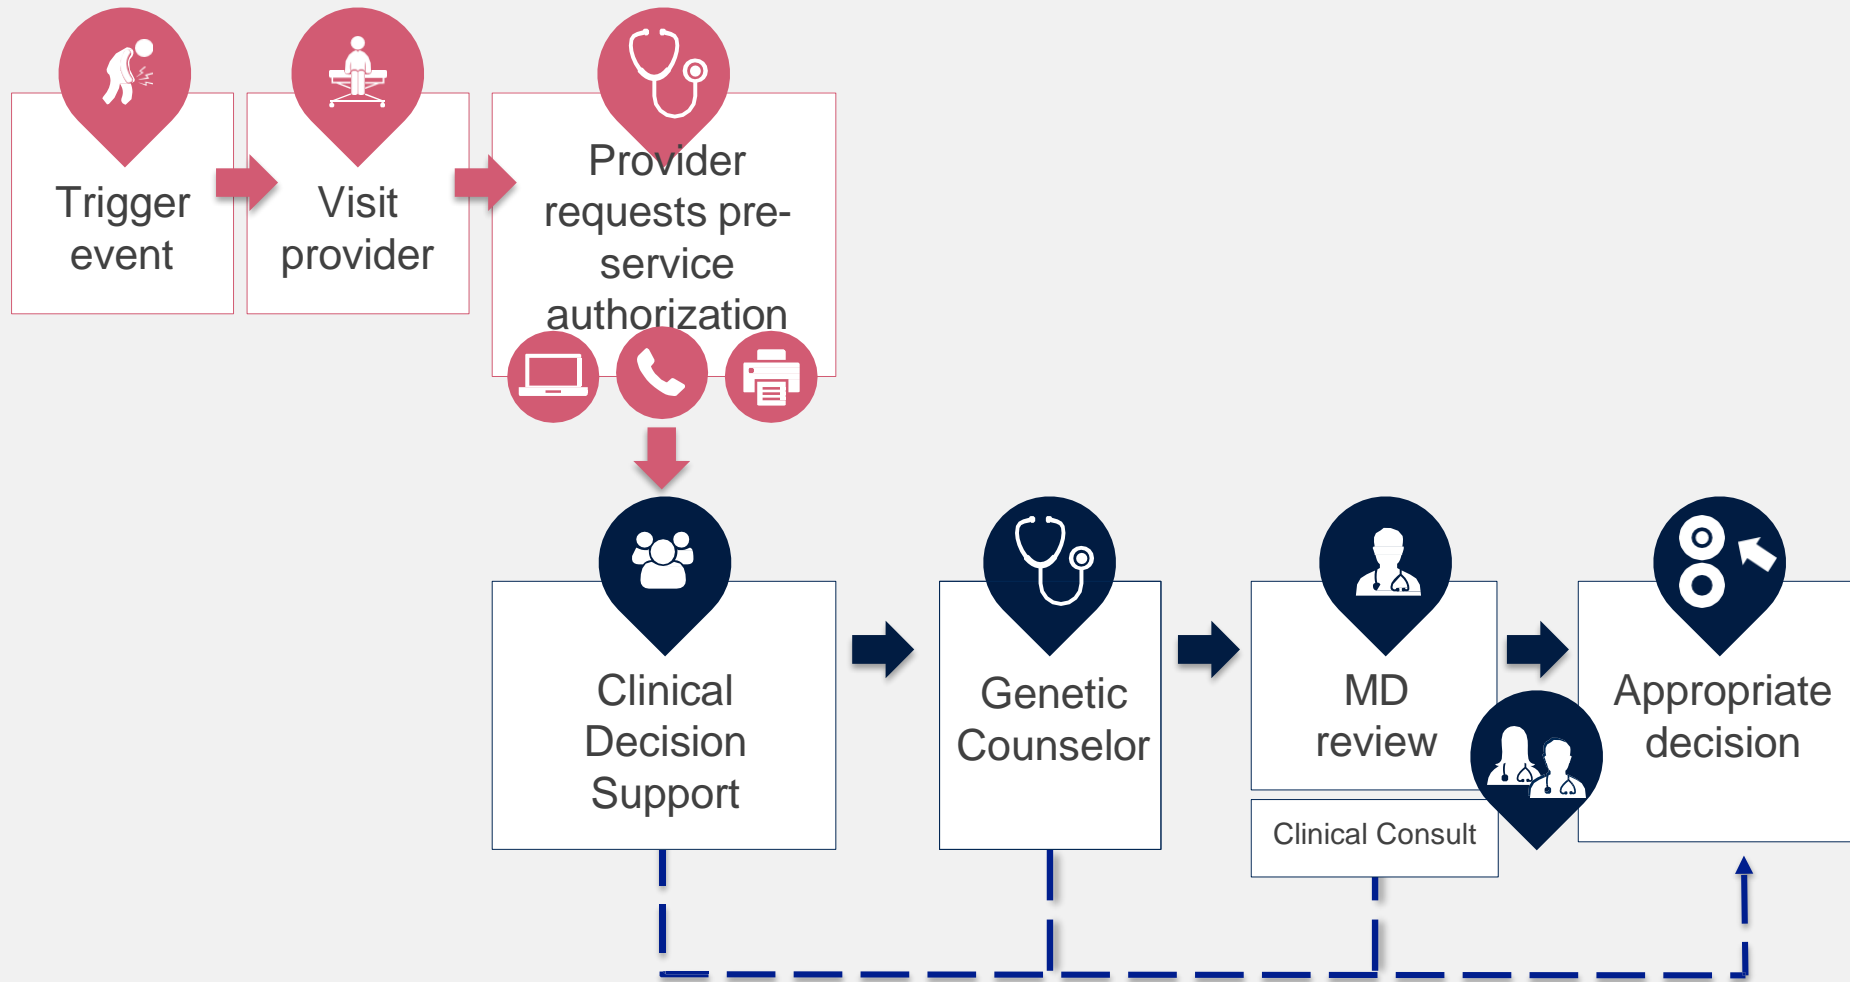 Trigger
event
Visit
provider
Provider
requests pre-
service
authorization
Clinical
Decision
Support
Genetic
Counselor
MD
review
Clinical Consult
Appropriate
decision